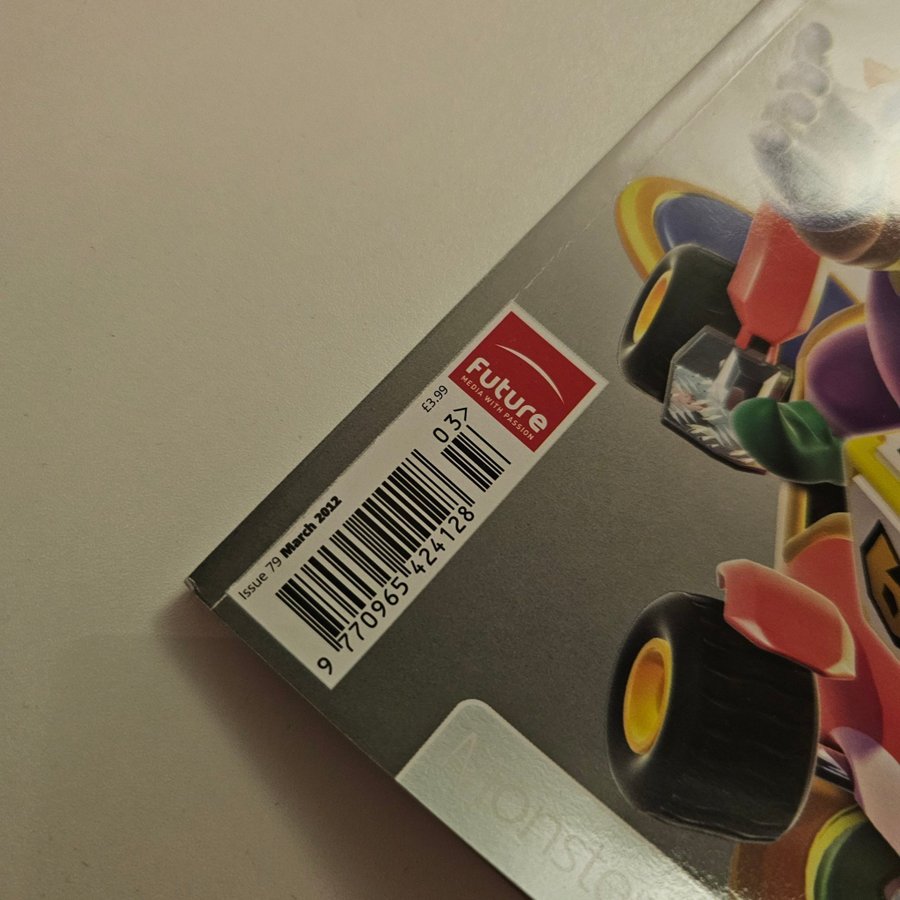 Future
MEDIA WITH PASSION
£3.99
03>
Issue 79 March 2012
9 770965 424128